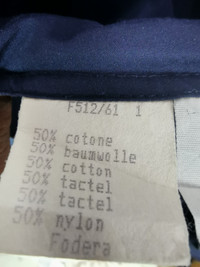 F512/61 1
50% cotone
50% baumwolle
50% cotton
50% tactel
50% tactel
50% nylon
Fodera